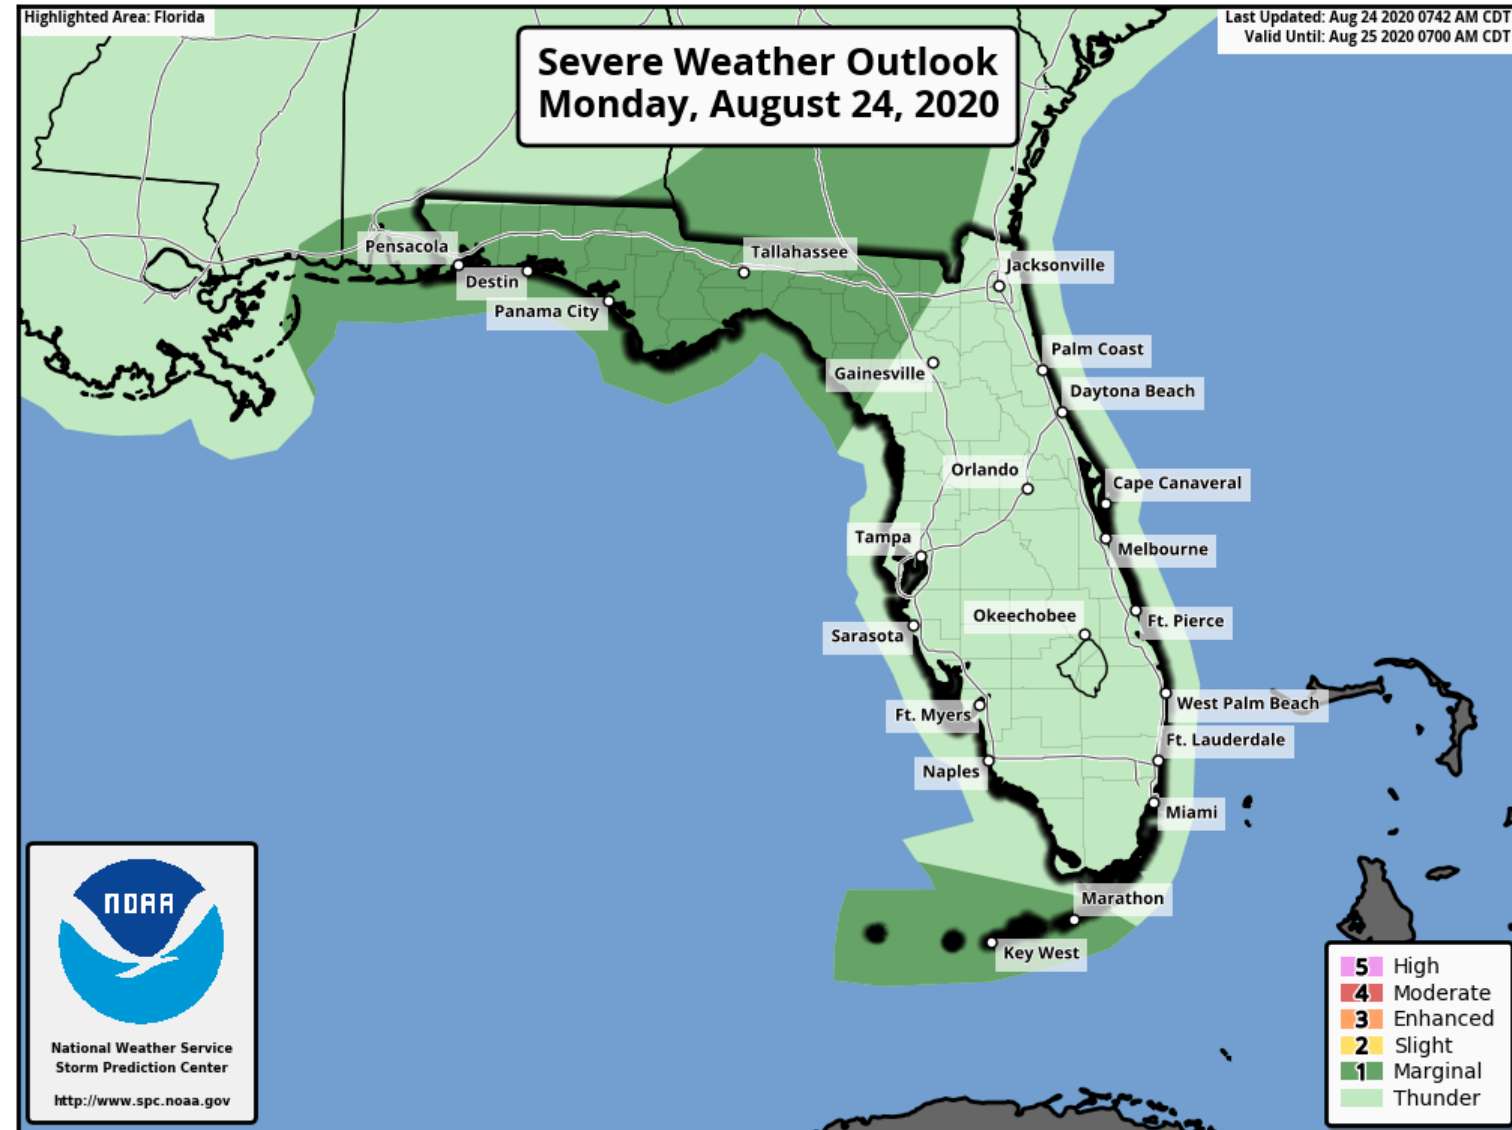 Highlighted Area: Florida
Last Updated: Aug 24 2020 0742 AM CDT
Valid Until: Aug 25 2020 0700 AM CDT
Severe Weather Outlook
Monday, August 24, 2020
Pensacola
Tallahassee
Jacksonville
Destin
Panama City
Palm Coast
Gainesville
Daytona Beach
Orlando
Cape Canaveral
Tampa
Melbourne
Okeechobee
Ft. Pierce
Sarasota
West Palm Beach
Ft. Myers
Ft. Lauderdale
Naples
Miami
Marathon
Key West
NOAA
National Weather Service
Storm Prediction Center
http://www.spc.noaa.gov
5 High
4 Moderate
3 Enhanced
2 Slight
1 Marginal
Thunder